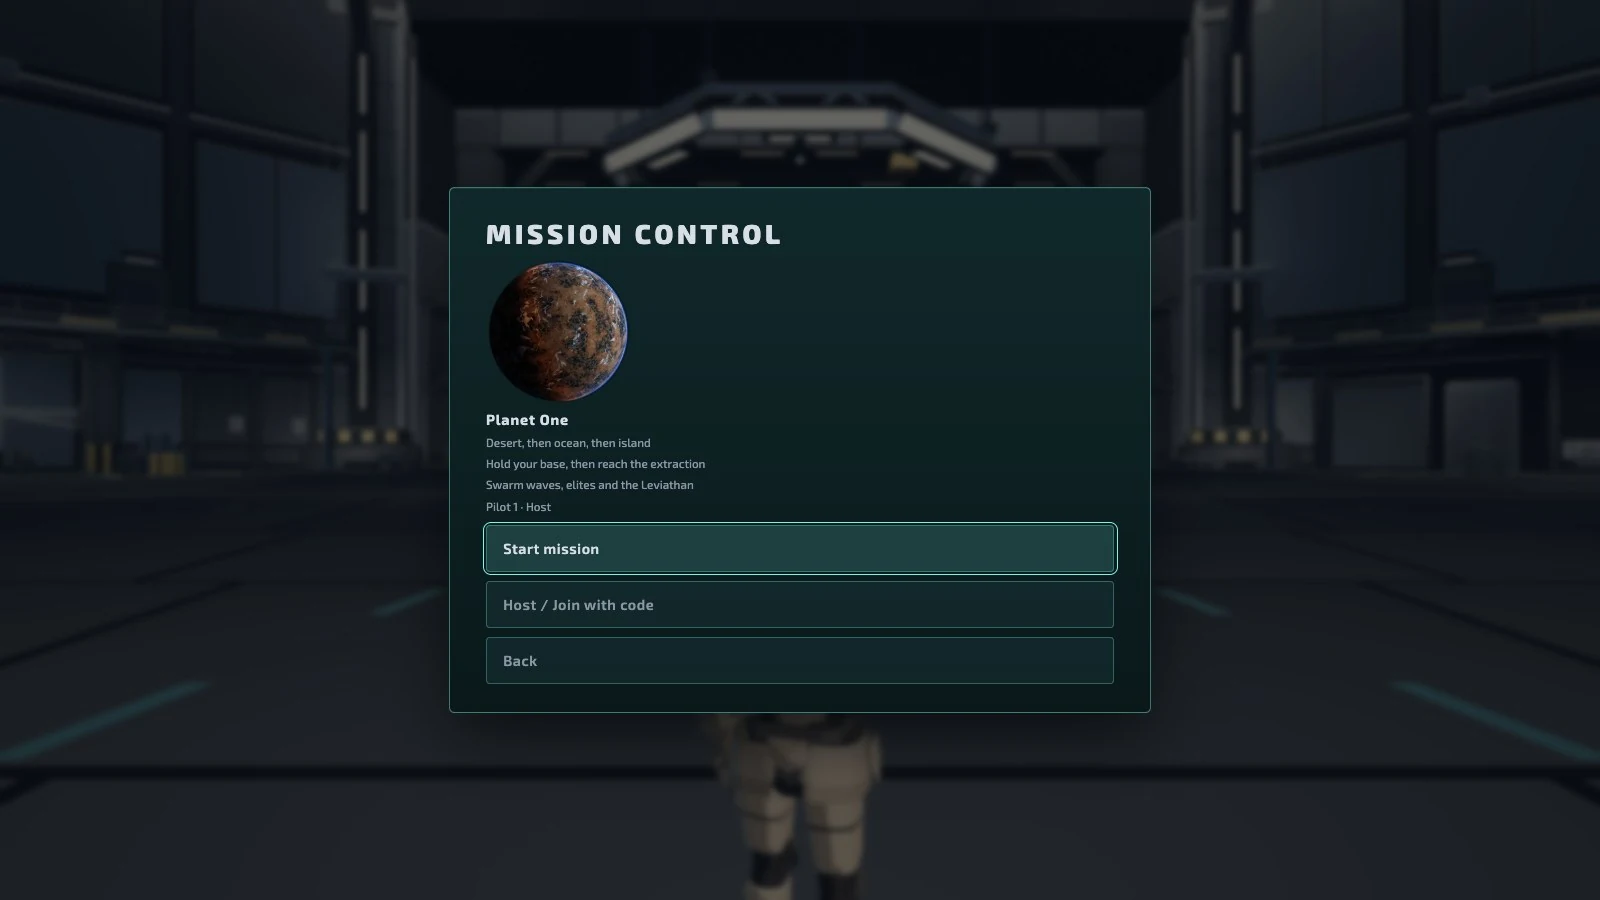 MISSION CONTROL
Planet One
Desert, then ocean, then island
Hold your base, then reach the extraction
Swarm waves, elites and the Leviathan
Pilot 1 · Host
Start mission
Host / Join with code
Back